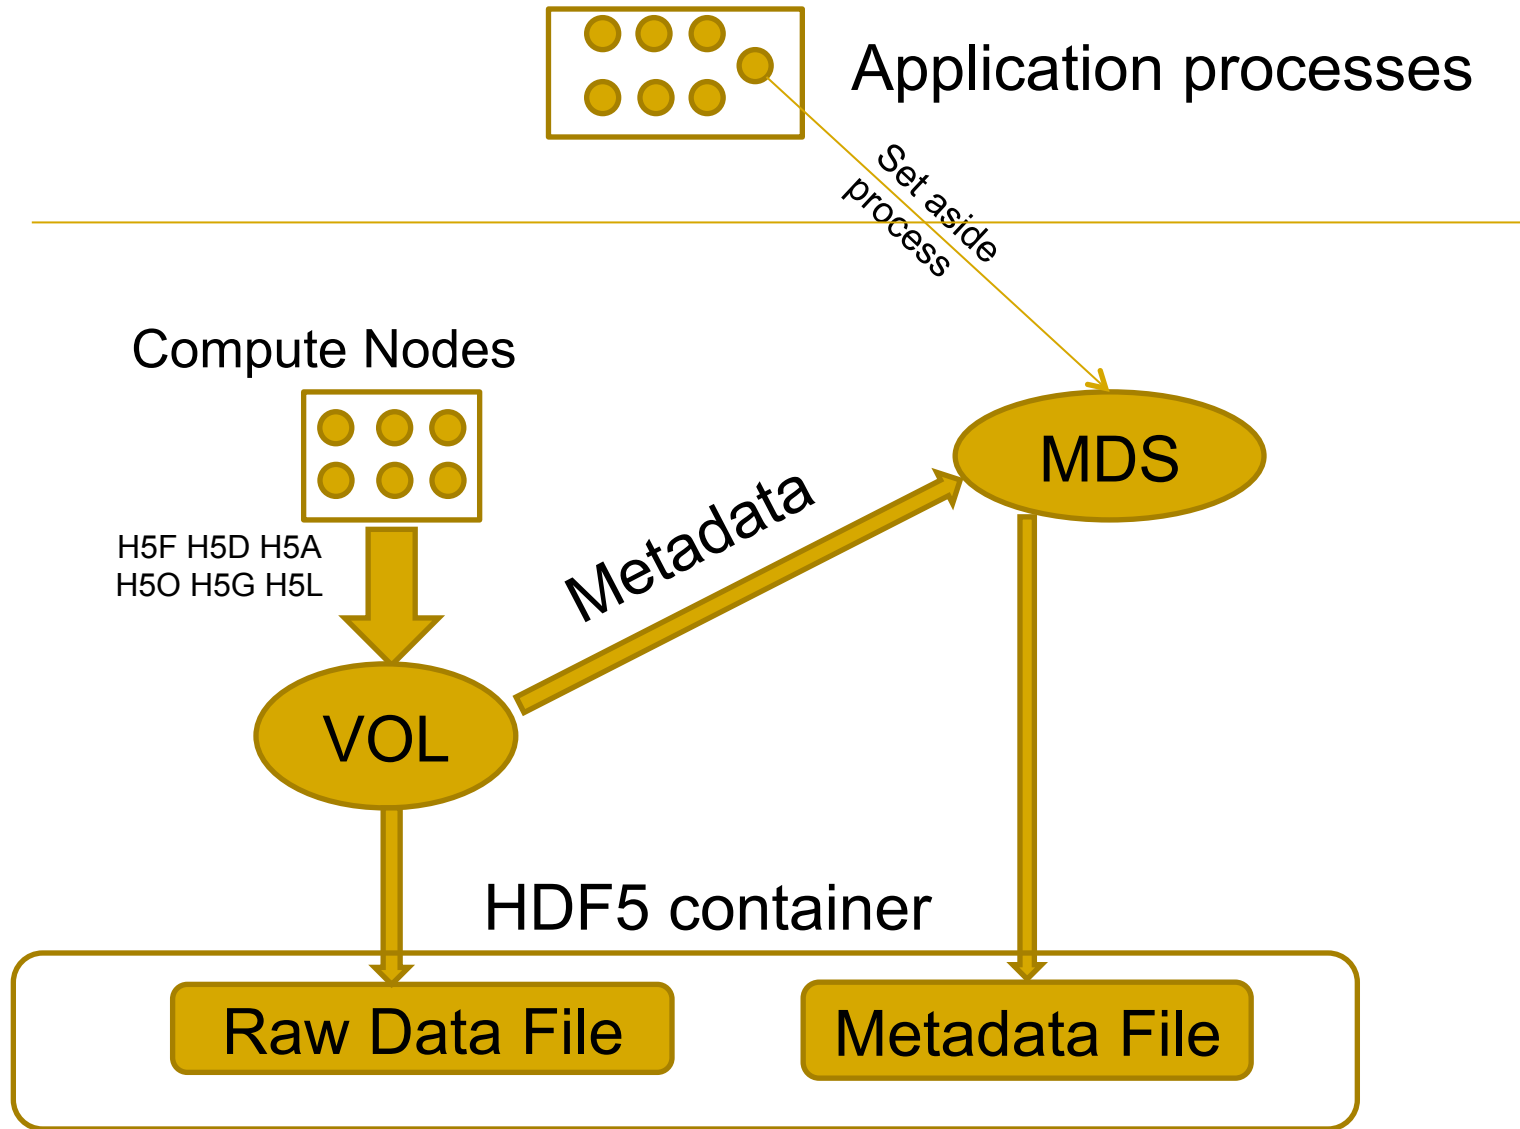 Application processes
Set aside
process
Compute Nodes
MDS
Metadata
H5F H5D H5A
H5O H5G H5L
VOL
HDF5 container
Raw Data File
Metadata File